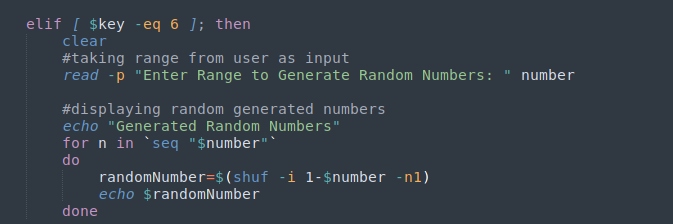 elif [ $key -eq 6 ]; then
clear
#taking range from user as input
read -p "Enter Range to Generate Random Numbers: " number
#displaying random generated numbers
echo "Generated Random Numbers"
for n in `seq "$number"`
do
randomNumber=$(shuf -i 1-$number -n1)
echo $randomNumber
done